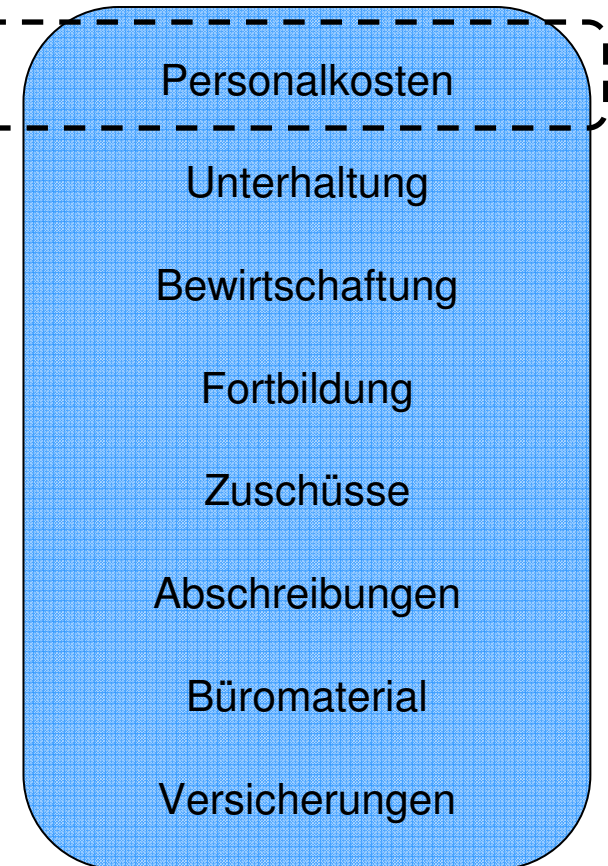 Personalkosten
Unterhaltung
Bewirtschaftung
Fortbildung
Zuschüsse
Abschreibungen
Büromaterial
Versicherungen